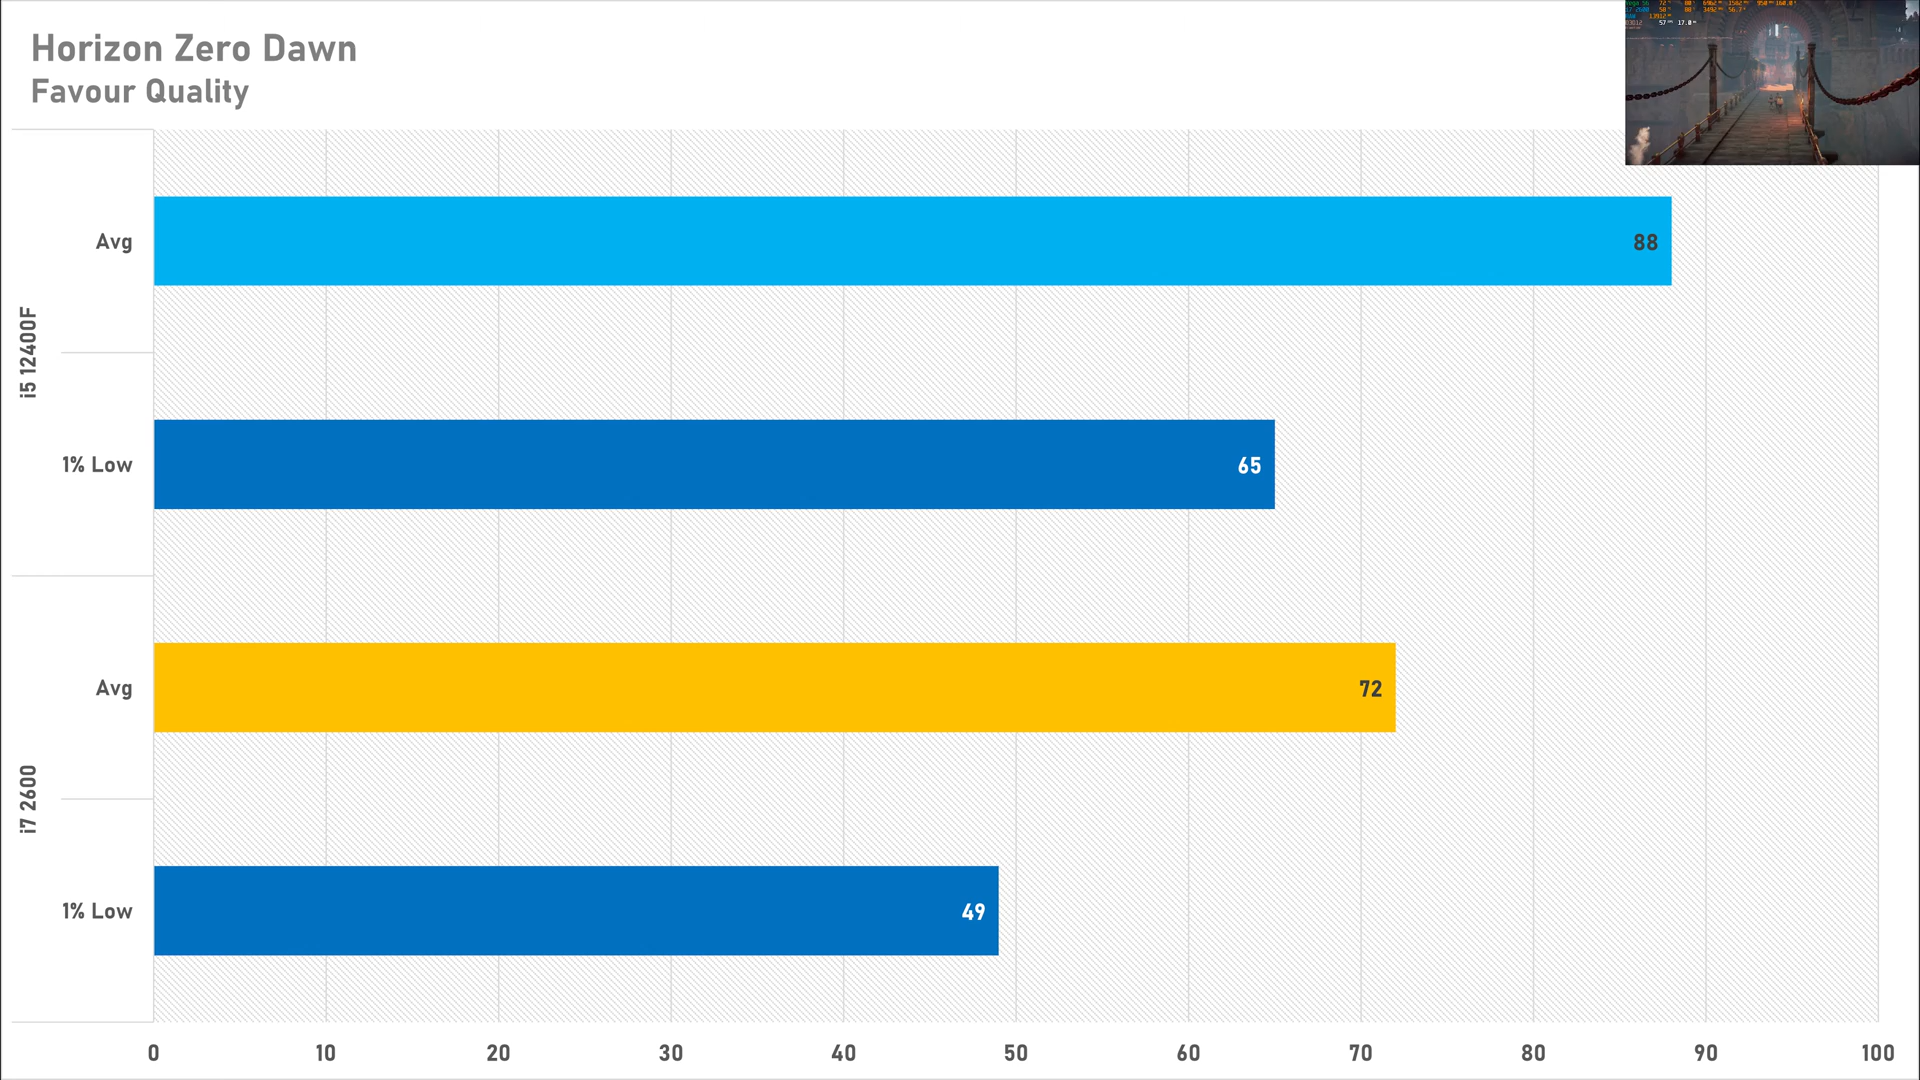 Horizon Zero Dawn
Favour Quality
i5 12400F
Avg
88
1% Low
65
i7 2600
Avg
72
1% Low
49
0 10 20 30 40 50 60 70 80 90 100